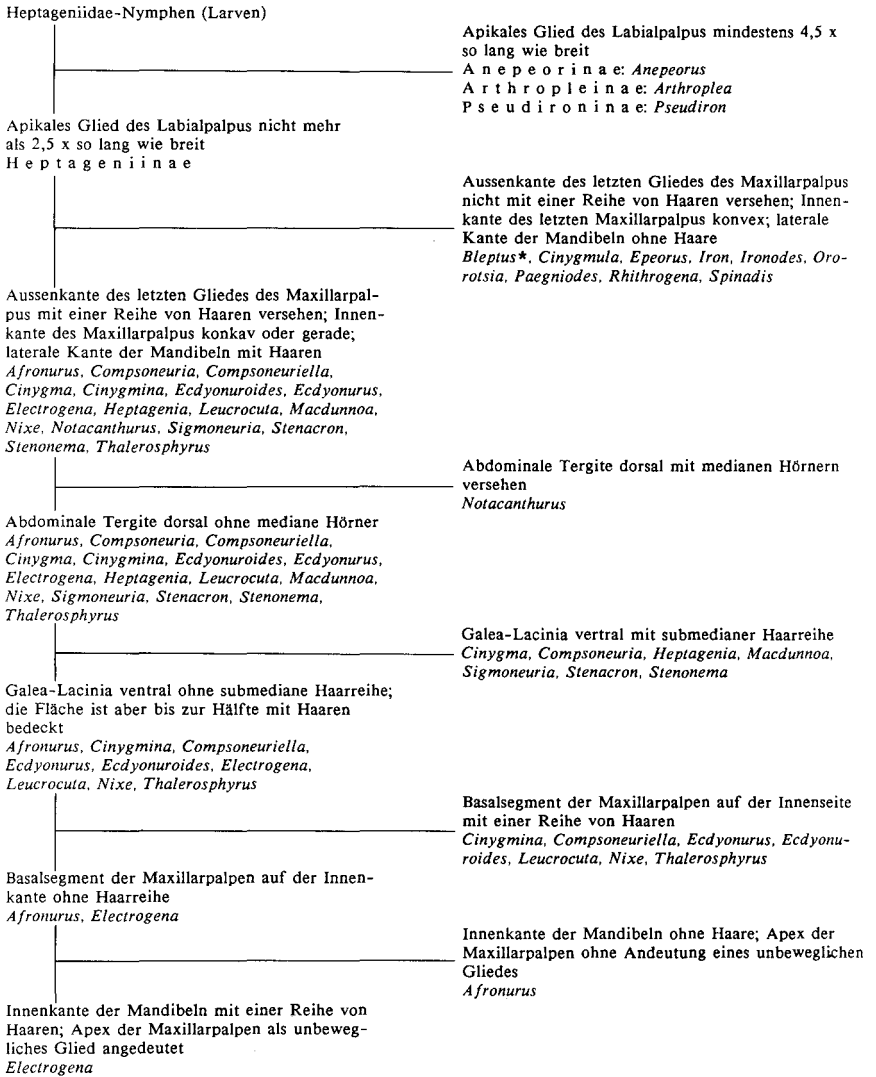 Heptageniidae-Nymphen (Larven)
Apikales Glied des Labialpalpus mindestens 4,5 x
so lang wie breit
A n e p e o r i n a e: Anepeorus
A r t h r o p l e i n a e: Arthroplea
P s e u d i r o n i n a e: Pseudiron
Apikales Glied des Labialpalpus nicht mehr
als 2,5 x so lang wie breit
H e p t a g e n i i n a e
Aussenkante des letzten Gliedes des Maxillarpalpus
nicht mit einer Reihe von Haaren versehen; Innen-
kante des letzten Maxillarpalpus konvex; laterale
Kante der Mandibeln ohne Haare
Bleptus*, Cinygmula, Epeorus, Iron, Ironodes, Oro-
rotsia, Paegniodes, Rhithrogena, Spinadis
Aussenkante des letzten Gliedes des Maxillarpal-
pus mit einer Reihe von Haaren versehen; Innen-
kante des Maxillarpalpus konkav oder gerade;
laterale Kante der Mandibeln mit Haaren
Afronurus, Compsoneuria, Compsoneuriella,
Cinygma, Cinygmina, Ecdyonuroides, Ecdyonurus,
Electrogena, Heptagenia, Leucrocuta, Macdunnoa,
Nixe, Notacanthurus, Sigmoneuria, Stenacron,
Stenonema, Thalerosphyrus
Abdominale Tergite dorsal mit medianen Hörnern
versehen
Notacanthurus
Abdominale Tergite dorsal ohne mediane Hörner
Afronurus, Compsoneuria, Compsoneuriella,
Cinygma, Cinygmina, Ecdyonuroides, Ecdyonurus,
Electrogena, Heptagenia, Leucrocuta, Macdunnoa,
Nixe, Sigmoneuria, Stenacron, Stenonema,
Thalerosphyrus
Galea-Lacinia vertral mit submedianer Haarreihe
Cinygma, Compsoneuria, Heptagenia, Macdunnoa,
Sigmoneuria, Stenacron, Stenonema
Galea-Lacinia ventral ohne submediane Haarreihe;
die Fläche ist aber bis zur Hälfte mit Haaren
bedeckt
Afronurus, Cinygmina, Compsoneuriella,
Ecdyonurus, Ecdyonuroides, Electrogena,
Leucrocuta, Nixe, Thalerosphyrus
Basalsegment der Maxillarpalpen auf der Innenseite
mit einer Reihe von Haaren
Cinygmina, Compsoneuriella, Ecdyonurus, Ecdyonu-
roides, Leucrocuta, Nixe, Thalerosphyrus
Basalsegment der Maxillarpalpen auf der Innen-
kante ohne Haarreihe
Afronurus, Electrogena
Innenkante der Mandibeln ohne Haare; Apex der
Maxillarpalpen ohne Andeutung eines unbeweglichen
Gliedes
Afronurus
Innenkante der Mandibeln mit einer Reihe von
Haaren; Apex der Maxillarpalpen als unbeweg-
liches Glied angedeutet
Electrogena